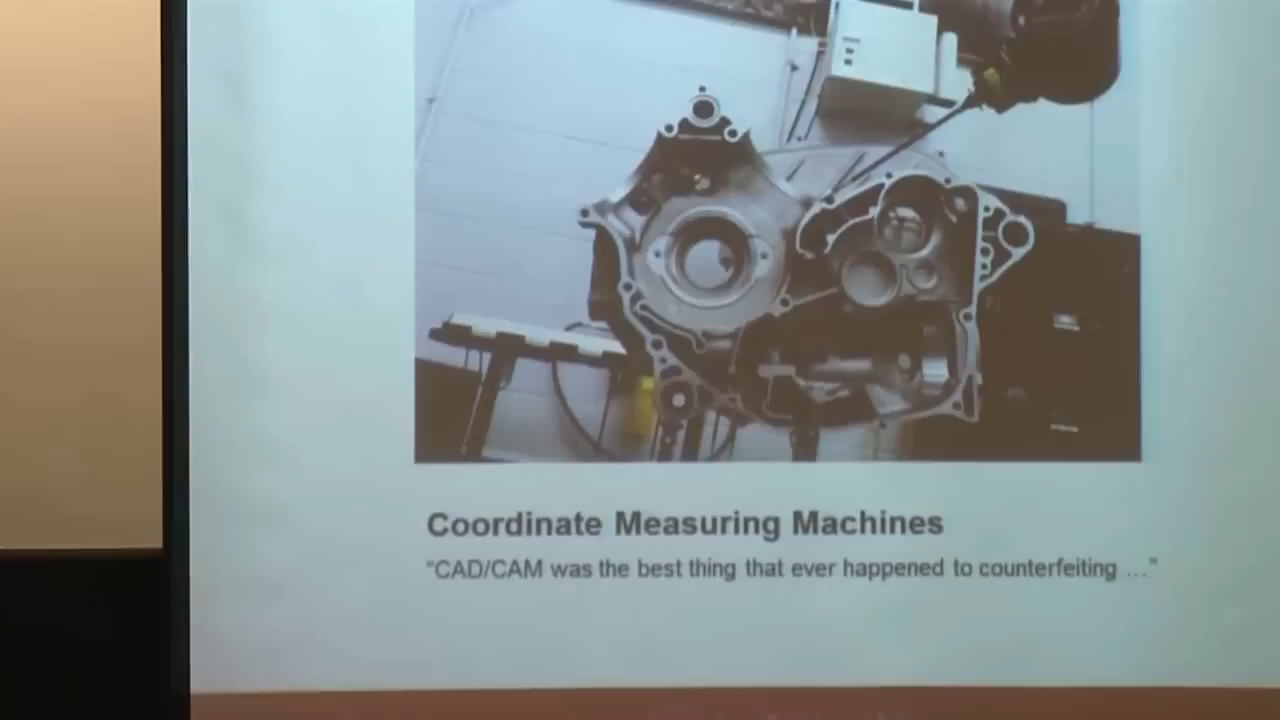 Coordinate Measuring Machines
“CAD/CAM was the best thing that ever happened to counterfeiting ...”